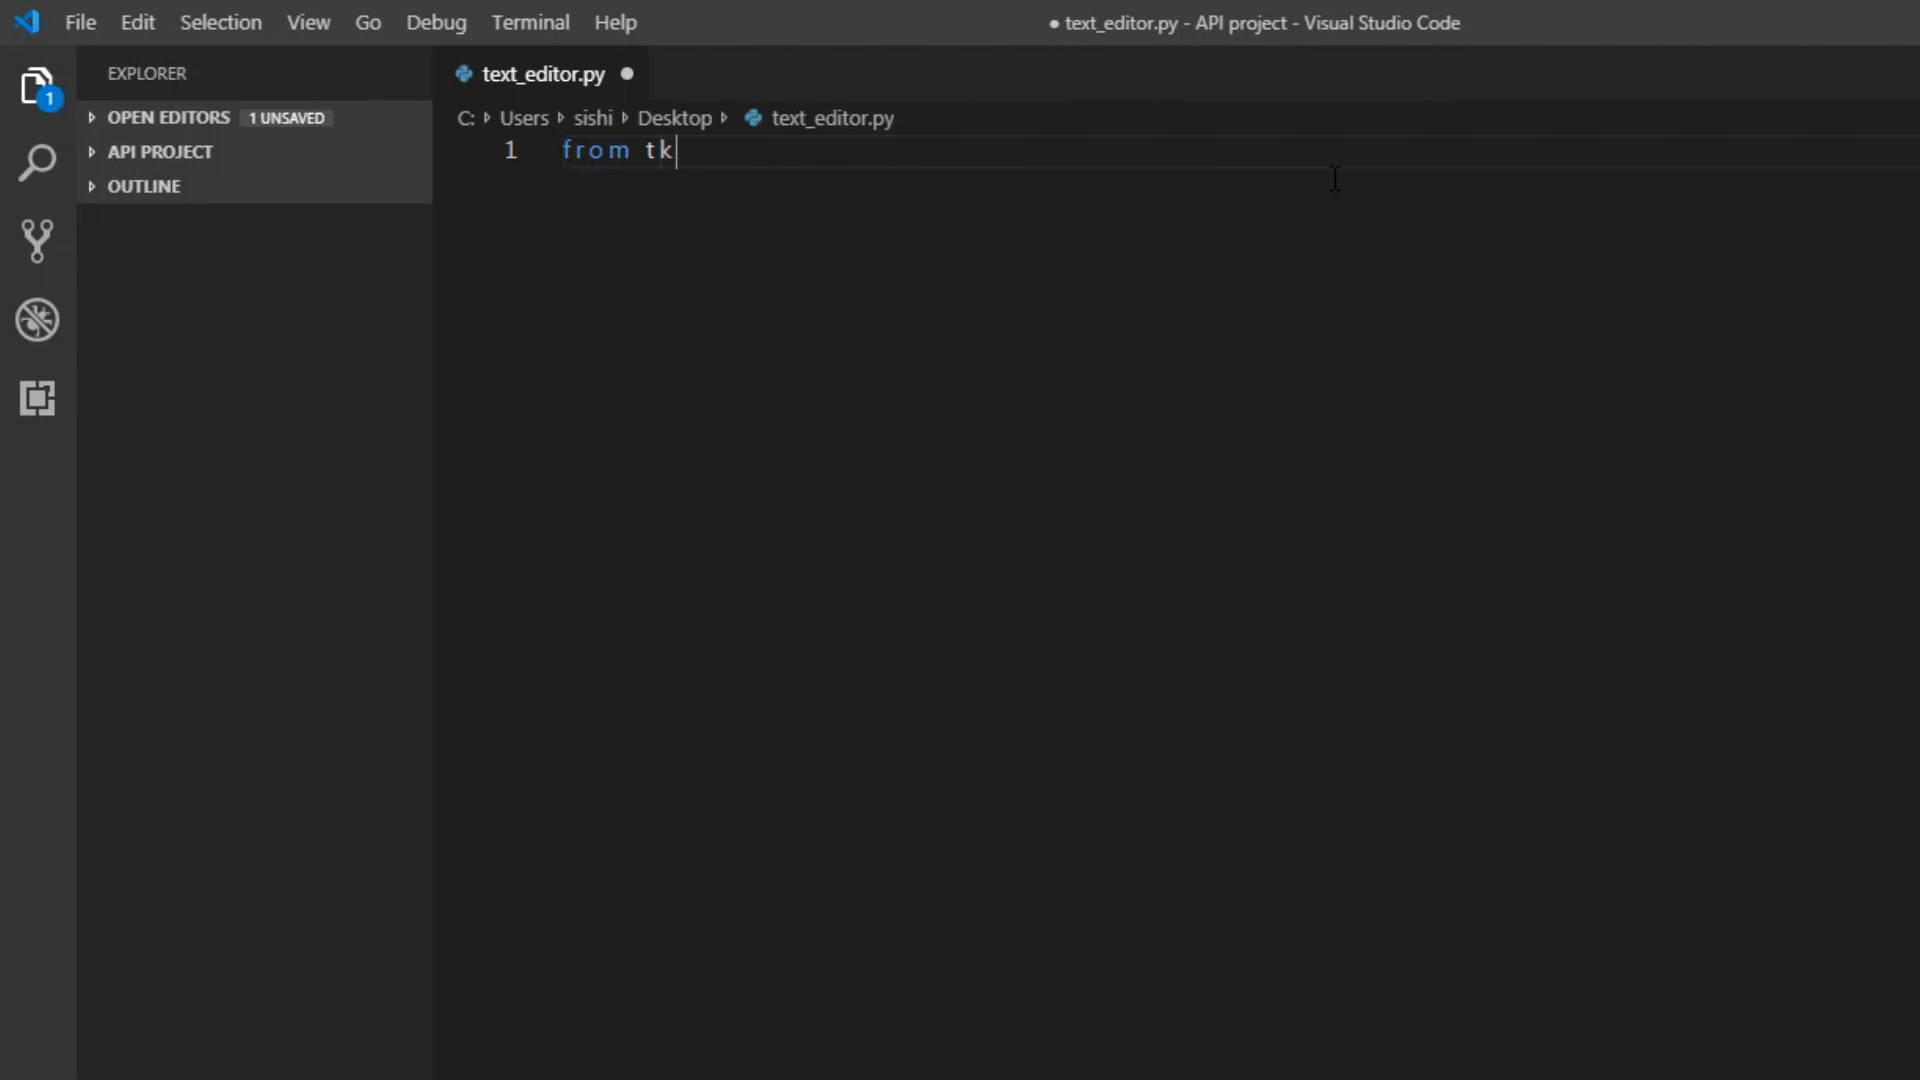 File Edit Selection View Go Debug Terminal Help ● text_editor.py - API project - Visual Studio Code
EXPLORER
text_editor.py ●
1
OPEN EDITORS 1 UNSAVED
C: Users sishi Desktop text_editor.py
API PROJECT
1 from tk
OUTLINE